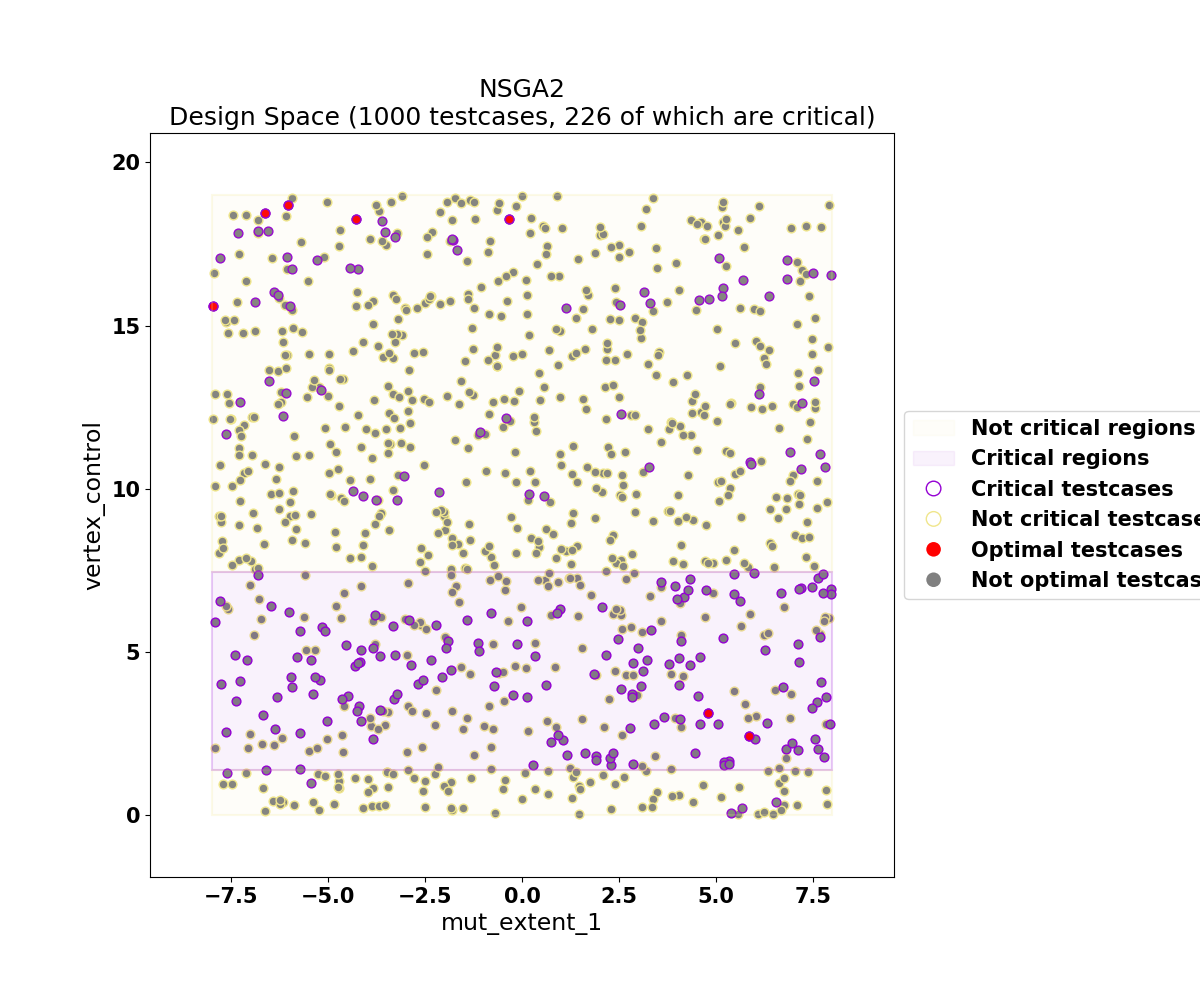 NSGA2
Design Space (1000 testcases, 226 of which are critical)
20
15
10
5
0
vertex_control
−7.5 −5.0 −2.5 0.0 2.5 5.0 7.5
mut_extent_1
Not critical regions
Critical regions
Critical testcases
Not critical testcase
Optimal testcases
Not optimal testcas